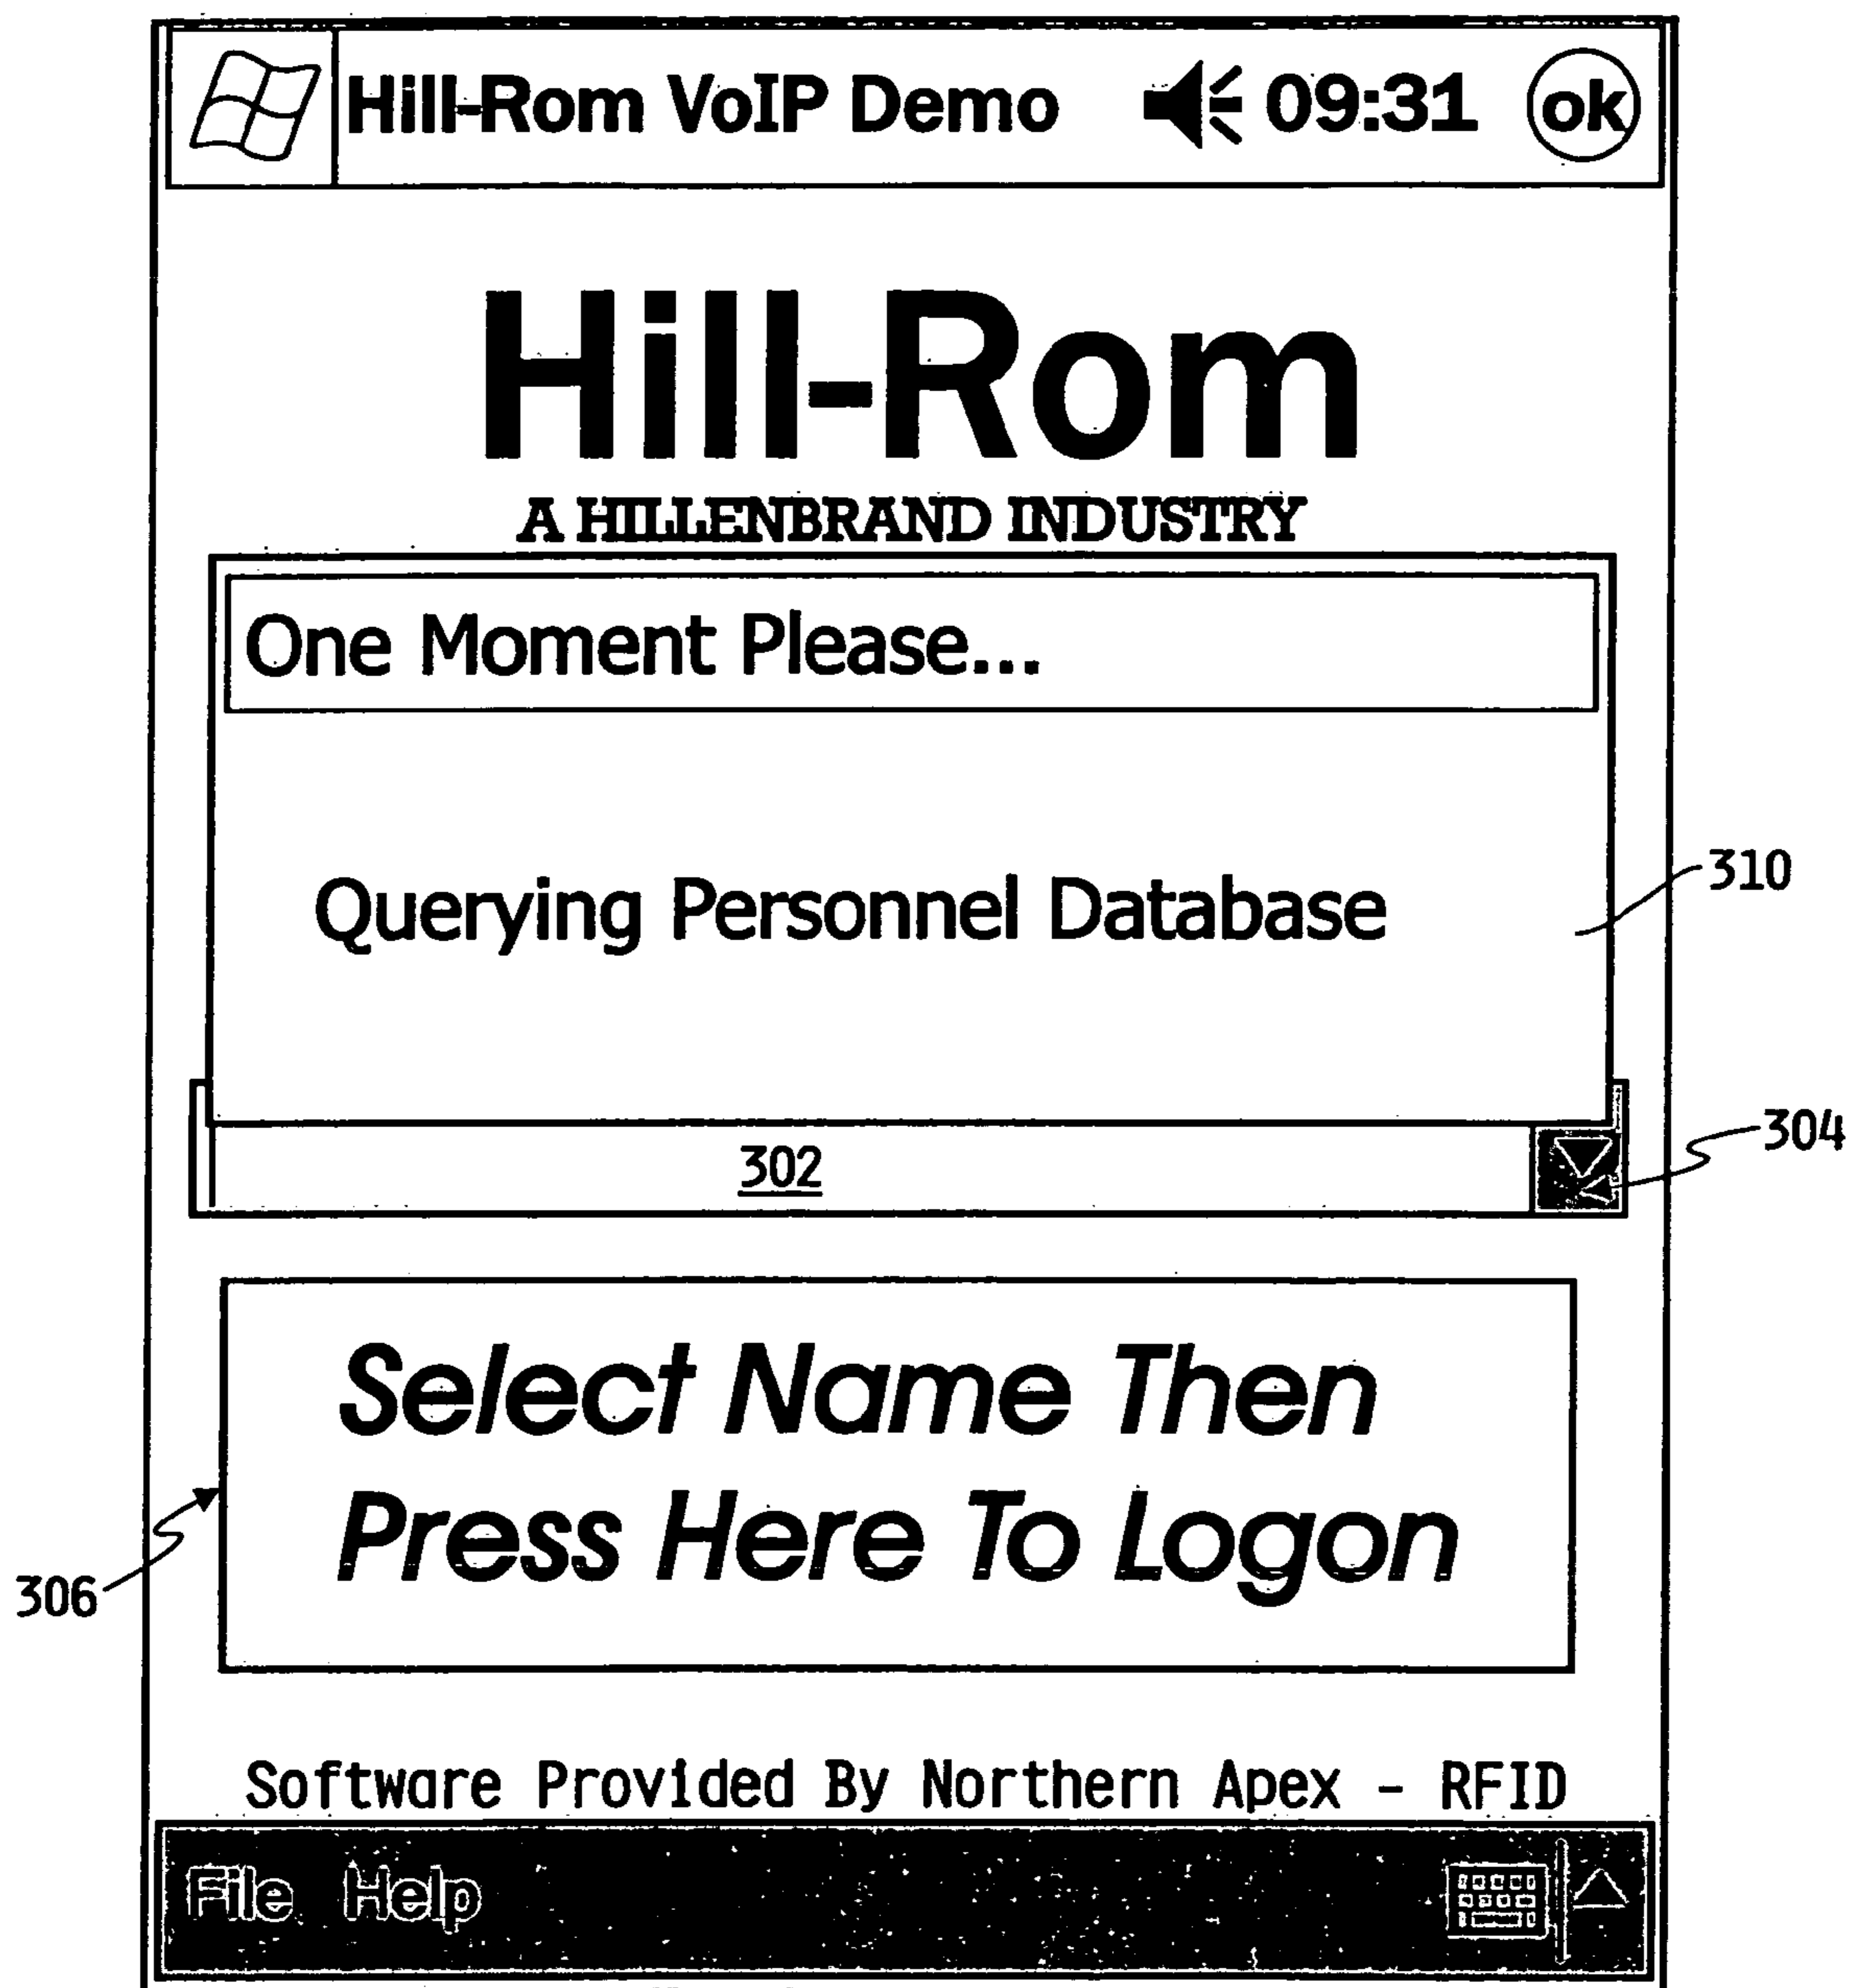 Hill-Rom VoIP Demo 09:31 ok
Hill-Rom
A HILLENBRAND INDUSTRY
One Moment Please...
Querying Personnel Database
310
304
302
Select Name Then
Press Here To Logon
306
Software Provided By Northern Apex - RFID
File Help